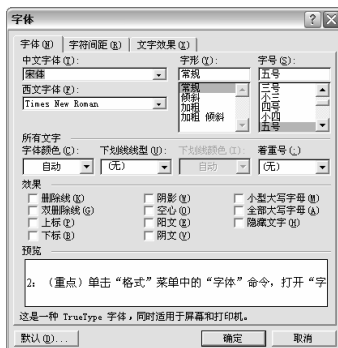 字体
字体(N) 字符间距(R) 文字效果(X)
中文字体(T): 字形(Y): 字号(S):
宋体 常规 五号
西文字体(F): 常规 三号
Times New Roman 倾斜 小三
加粗 四号
加粗 倾斜 小四
五号
所有文字
字体颜色(C): 下划线线型(U): 下划线颜色(I): 着重号(·)
自动 (无) 自动 (无)
效果
删除线(K) 阴影(W) 小型大写字母(M)
双删除线(G) 空心(O) 全部大写字母(A)
上标(P) 阳文(E) 隐藏文字(H)
下标(B) 阴文(V)
预览
2：（重点）单击“格式”菜单中的“字体”命令，打开“字
这是一种 TrueType 字体，同时适用于屏幕和打印机。
默认(D)... 确定 取消